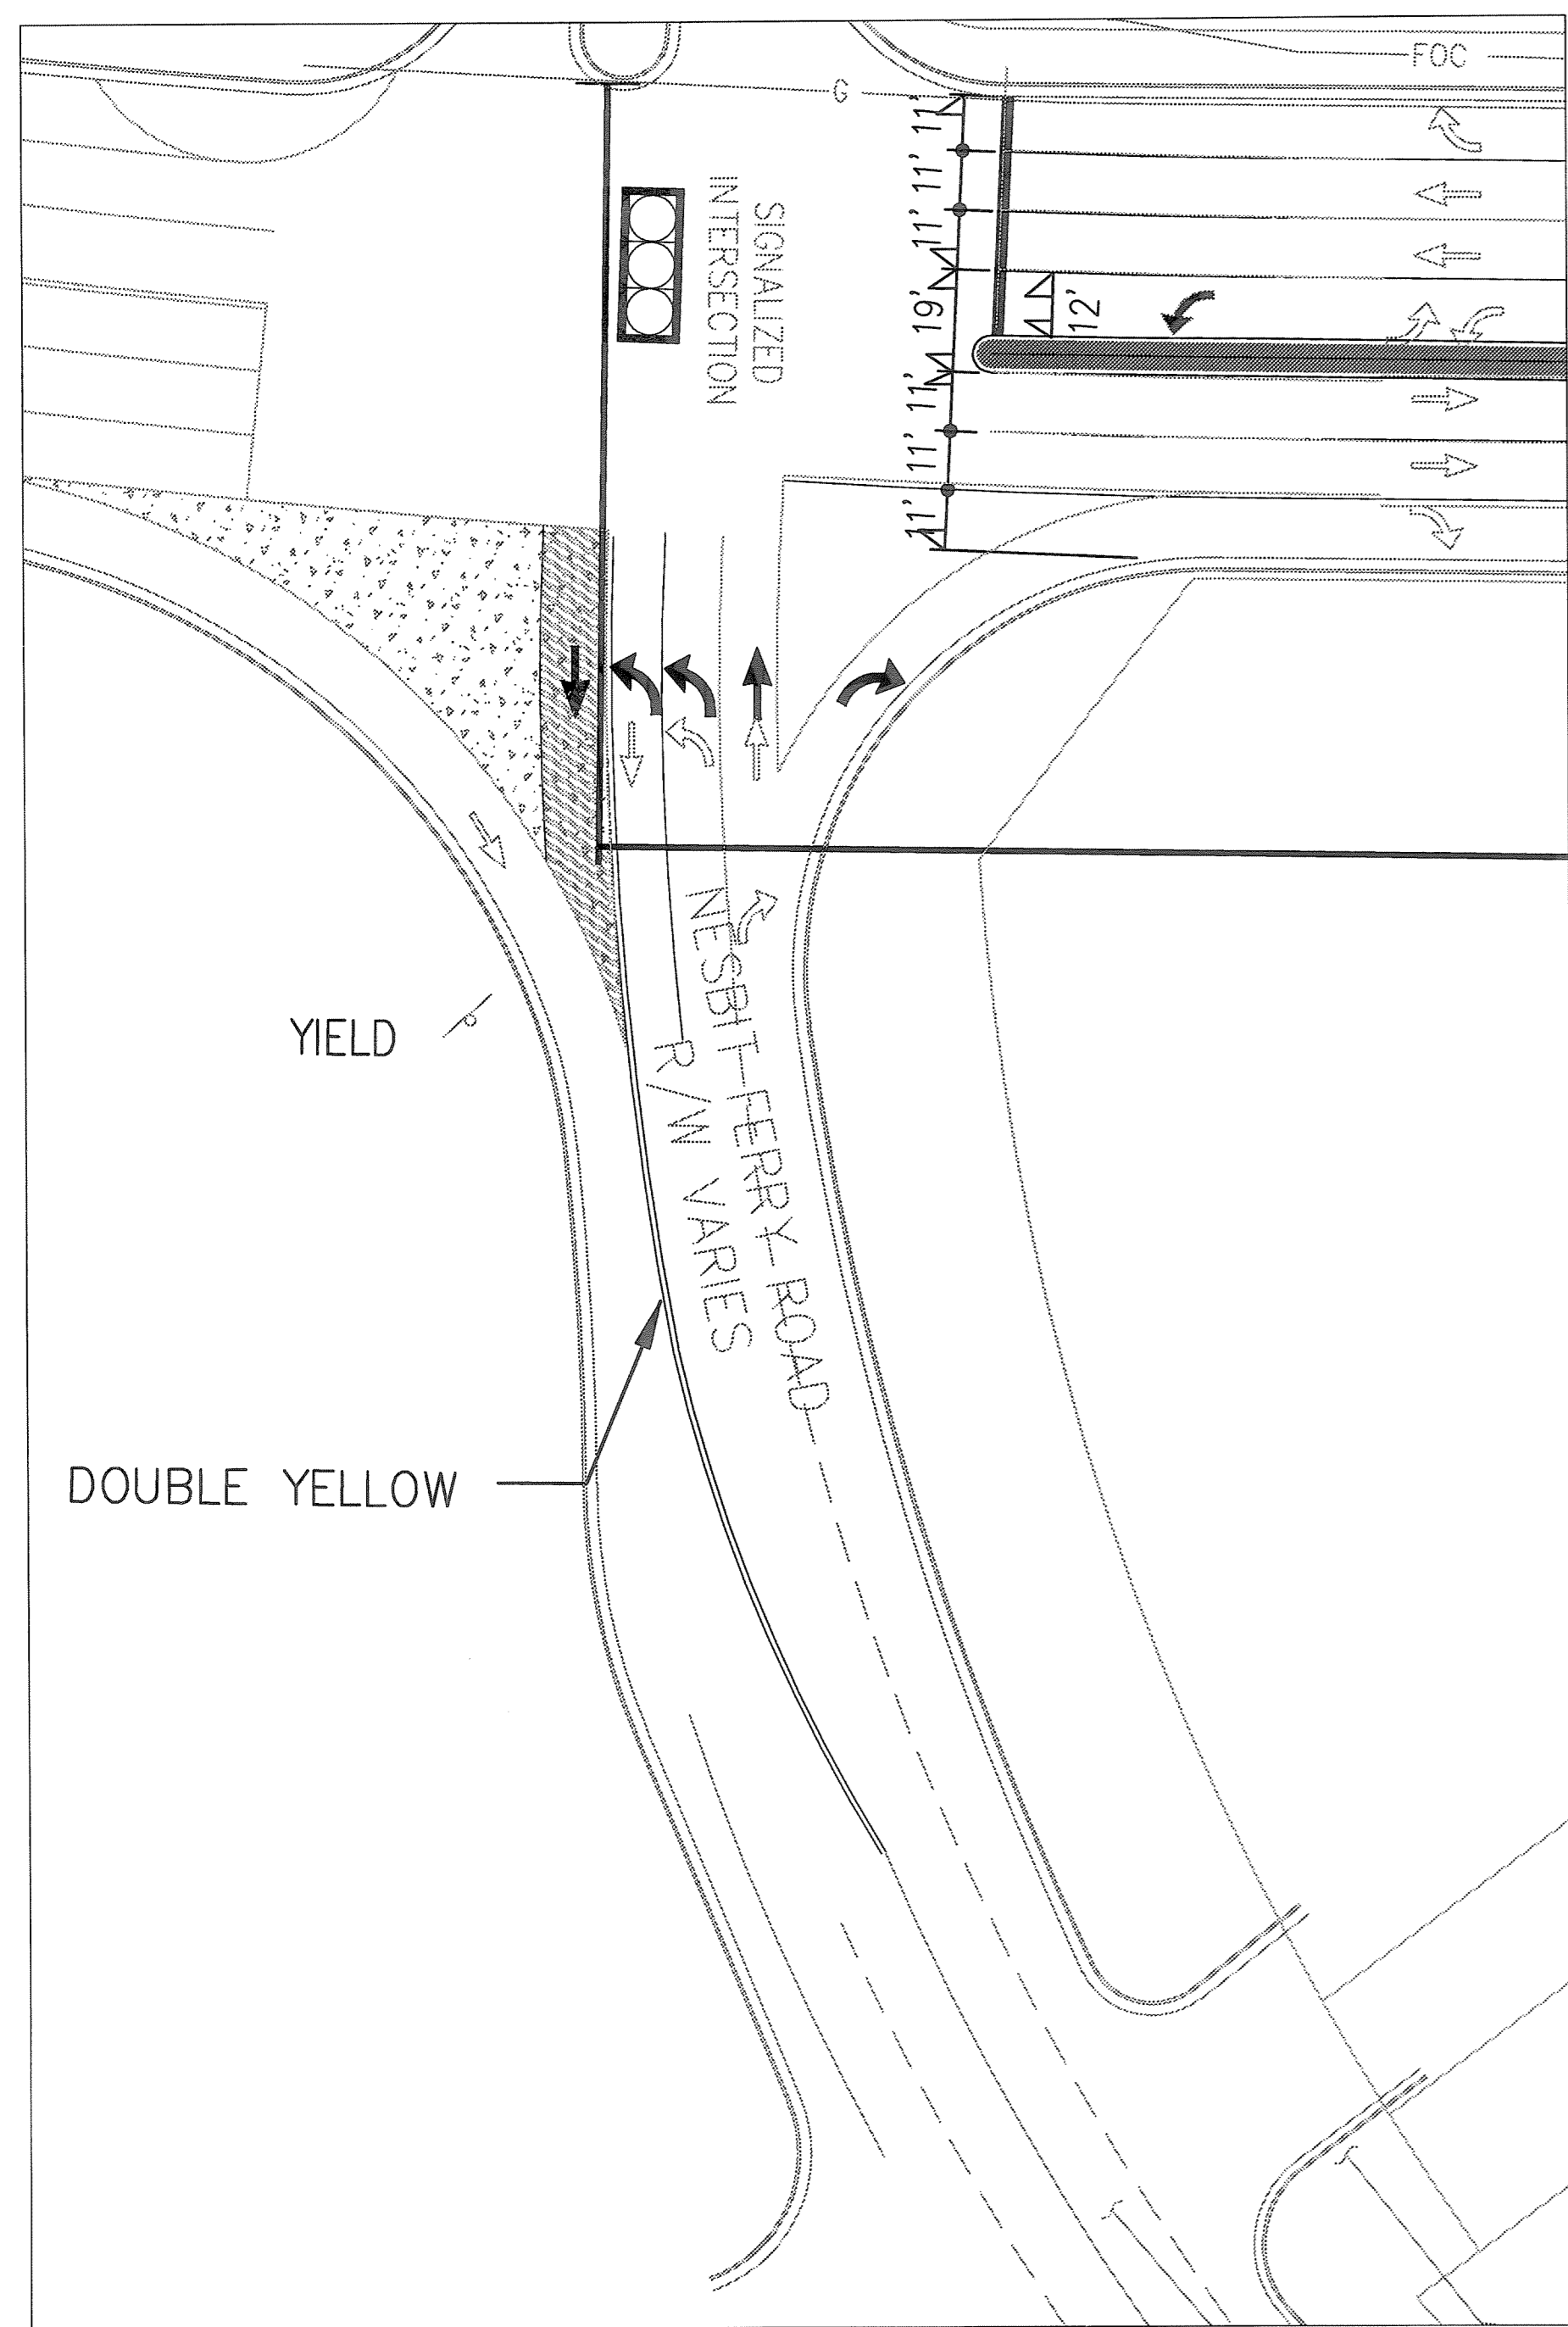 FOC
G
11'
11'
11'
19'
12'
11'
11'
11'
SIGNALIZED
INTERSECTION
NESBIT FERRY ROAD
R/W VARIES
YIELD
DOUBLE YELLOW